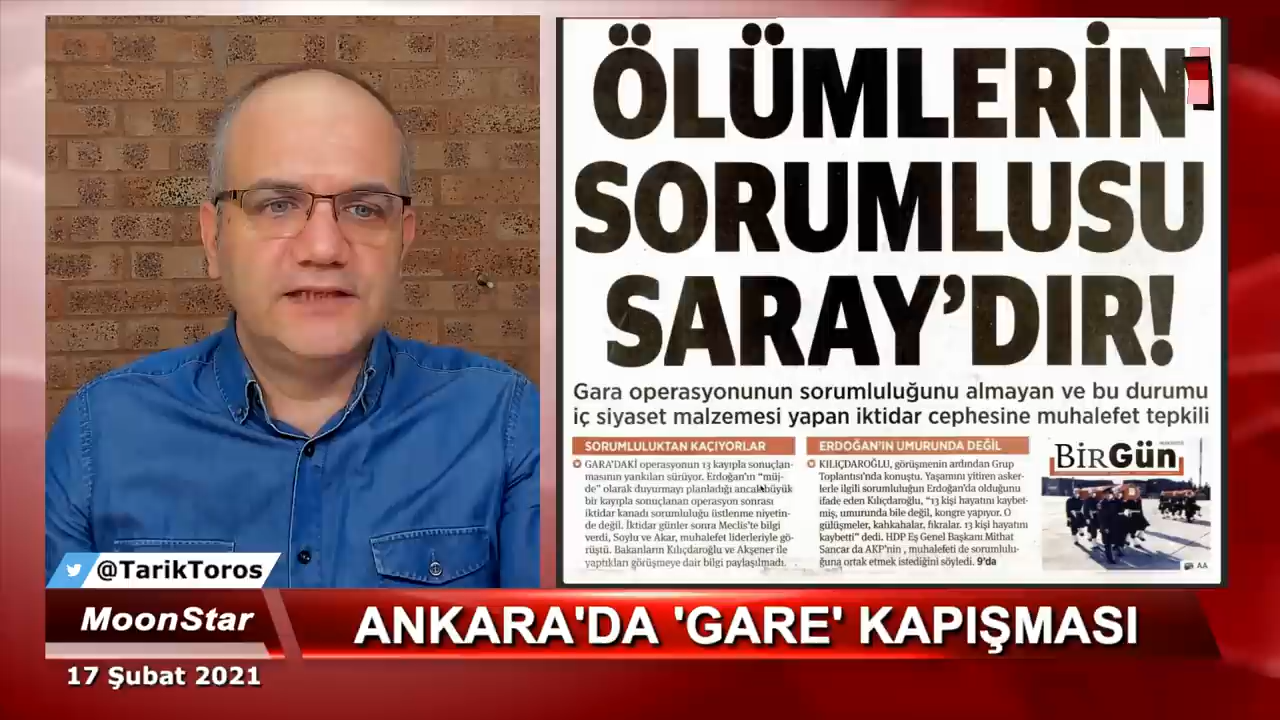 ÖLÜMLERİN
SORUMLUSU
SARAY'DIR!
Gara operasyonunun sorumluluğunu almayan ve bu durumu
iç siyaset malzemesi yapan iktidar cephesine muhalefet tepkili
SORUMLULUKTAN KAÇIYORLAR
GARA'DAKİ operasyonun 13 kayıpla sonuçlan-
masının yankıları sürüyor. Erdoğan'ın "müj-
de" olarak duyurmayı planladığı ancak büyük
bir kayıpla sonuçlanan operasyon sonrası
iktidar kanadı sorumluluğu üstlenme niyetin-
de değil. İktidar günler sonra Meclis'te bilgi
verdi, Soylu ve Akar, muhalefet liderleriyle gö-
rüştü. Bakanların Kılıçdaroğlu ve Akşener ile
yaptıkları görüşmeye dair bilgi paylaşılmadı.
ERDOĞAN'IN UMURUNDA DEĞİL
KILIÇDAROĞLU, görüşmenin ardından Grup
Toplantısı'nda konuştu. Yaşamını yitiren asker-
lerle ilgili sorumluluğun Erdoğan'da olduğunu
ifade eden Kılıçdaroğlu, "13 kişi hayatını kaybet-
miş, umurunda bile değil, kongre yapıyor. O
gülüşmeler, kahkahalar, fıkralar. 13 kişi hayatını
kaybetti" dedi. HDP Eş Genel Başkanı Mithat
Sancar da AKP'nin , muhalefeti de sorumlulu-
ğuna ortak etmek istediğini söyledi. 9'da
BİRGün
AA
@TarikToros
MoonStar
ANKARA'DA 'GARE' KAPIŞMASI
17 Şubat 2021